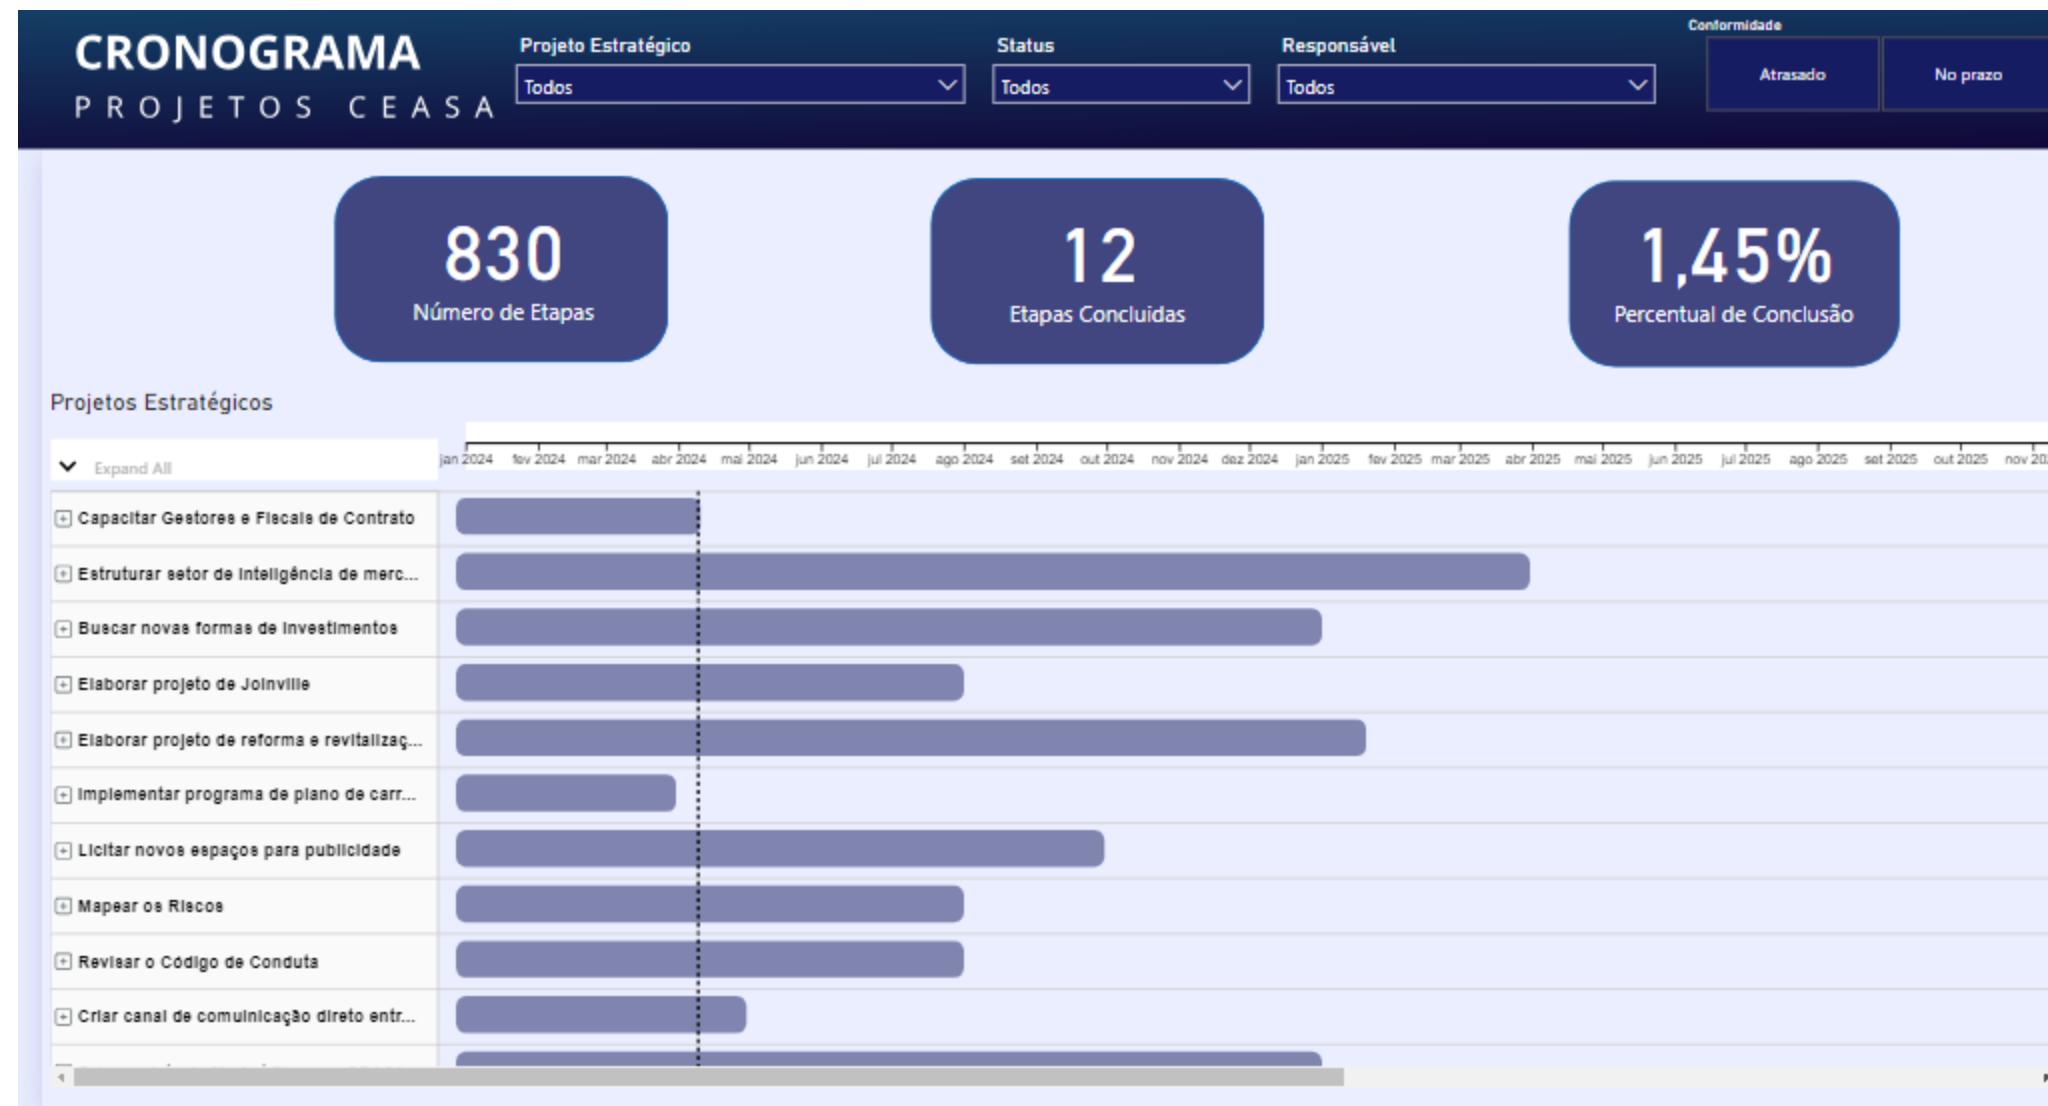 CRONOGRAMA
PROJETOS CEASA
Projeto Estratégico
Todos
Status
Todos
Responsável
Todos
Conformidade
Atrasado
No prazo
830
Número de Etapas
12
Etapas Concluidas
1,45%
Percentual de Conclusão
Projetos Estratégicos
Expand All
jan 2024 fev 2024 mar 2024 abr 2024 mai 2024 jun 2024 jul 2024 ago 2024 set 2024 out 2024 nov 2024 dez 2024 jan 2025 fev 2025 mar 2025 abr 2025 mai 2025 jun 2025 jul 2025 ago 2025 set 2025 out 2025 nov 20
Capacitar Gestores e Fiscais de Contrato
Estruturar setor de inteligência de merc...
Buscar novas formas de investimentos
Elaborar projeto de Joinville
Elaborar projeto de reforma e revitalizaç...
Implementar programa de plano de carr...
Licitar novos espaços para publicidade
Mapear os Riscos
Revisar o Código de Conduta
Criar canal de comuinicação direto entr...